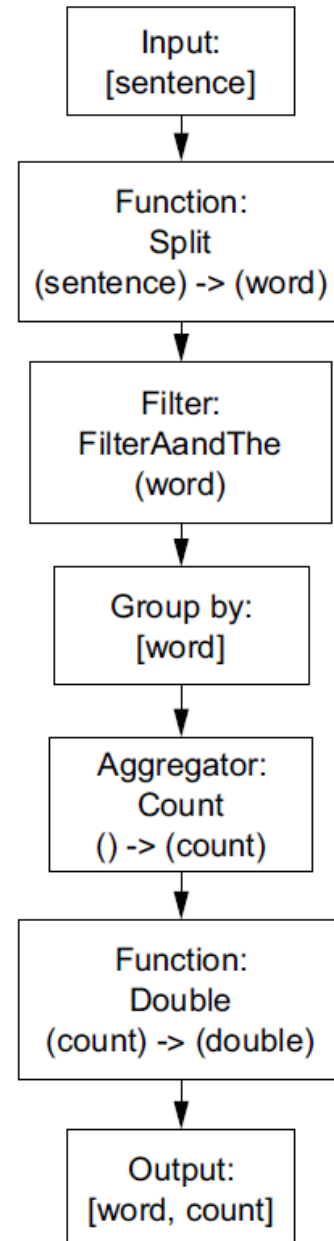 Input:
[sentence]
Function:
Split
(sentence) -> (word)
Filter:
FilterAandThe
(word)
Group by:
[word]
Aggregator:
Count
() -> (count)
Function:
Double
(count) -> (double)
Output:
[word, count]